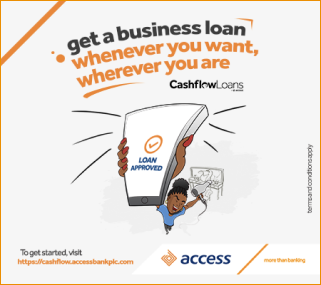 get a business loan
whenever you want,
wherever you are
CashflowLoans
LOAN
APPROVED
terms and conditions apply
To get started, visit
https://cashflow.accessbankplc.com
access
more than banking